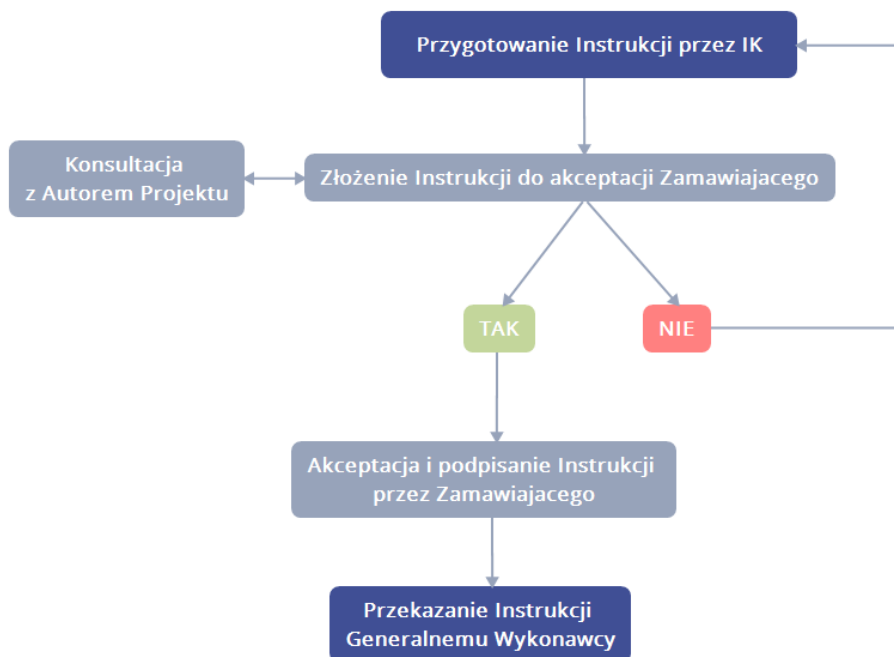 Przygotowanie Instrukcji przez IK
Konsultacja
z Autorem Projektu
Złożenie Instrukcji do akceptacji Zamawiajacego
TAK
NIE
Akceptacja i podpisanie Instrukcji
przez Zamawiajacego
Przekazanie Instrukcji
Generalnemu Wykonawcy